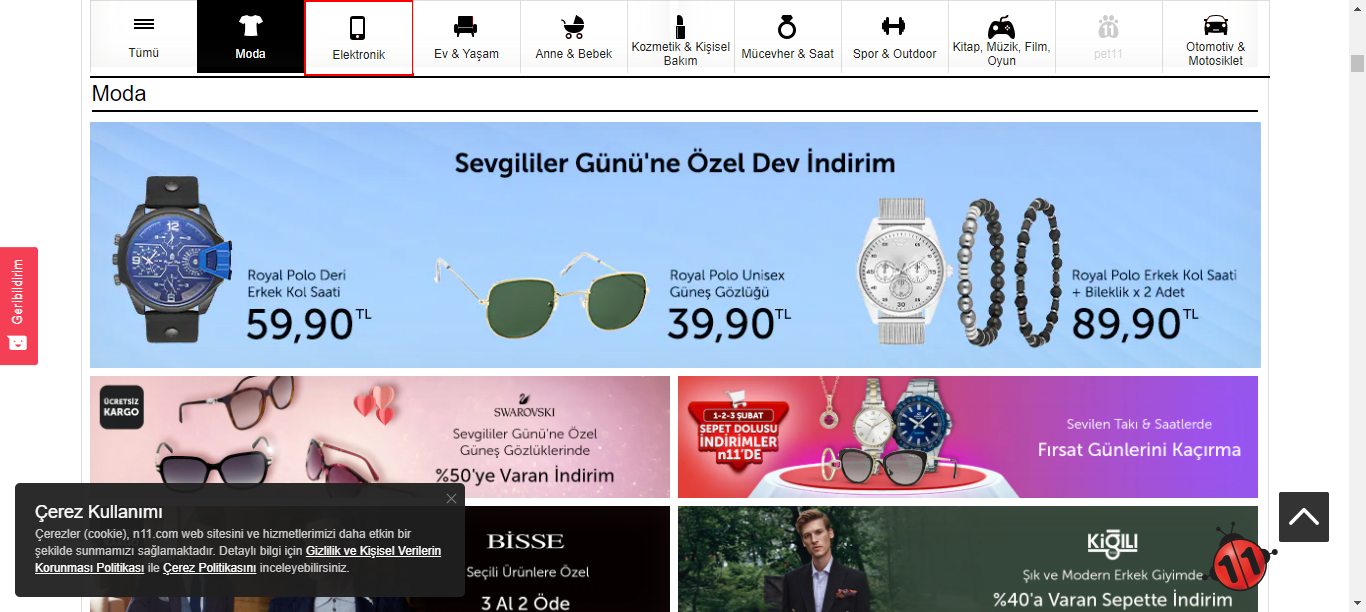 Tümü
Moda
Elektronik
Ev & Yaşam
Anne & Bebek
Kozmetik & Kişisel
Bakım
Mücevher & Saat
Spor & Outdoor
Kitap, Müzik, Film,
Oyun
pet11
Otomotiv &
Motosiklet
Moda
Sevgililer Günü'ne Özel Dev İndirim
Royal Polo Deri
Erkek Kol Saati
59,90 TL
Royal Polo Unisex
Güneş Gözlüğü
39,90 TL
Royal Polo Erkek Kol Saati
+ Bileklik x 2 Adet
89,90 TL
Geribildirim
ÜCRETSİZ
KARGO
SWAROVSKI
Sevgililer Günü'ne Özel
Güneş Gözlüklerinde
%50'ye Varan İndirim
1-2-3 ŞUBAT
SEPET DOLUSU
İNDİRİMLER
n11'DE
Sevilen Takı & Saatlerde
Fırsat Günlerini Kaçırma
Çerez Kullanımı
Çerezler (cookie), n11.com web sitesini ve hizmetlerimizi daha etkin bir
şekilde sunmamızı sağlamaktadır. Detaylı bilgi için Gizlilik ve Kişisel Verilerin
Korunması Politikası ile Çerez Politikasını inceleyebilirsiniz.
BİSSE
Seçili Ürünlere Özel
3 Al 2 Öde
KİĞILI
Şık ve Modern Erkek Giyimde
%40'a Varan Sepette İndirim
11